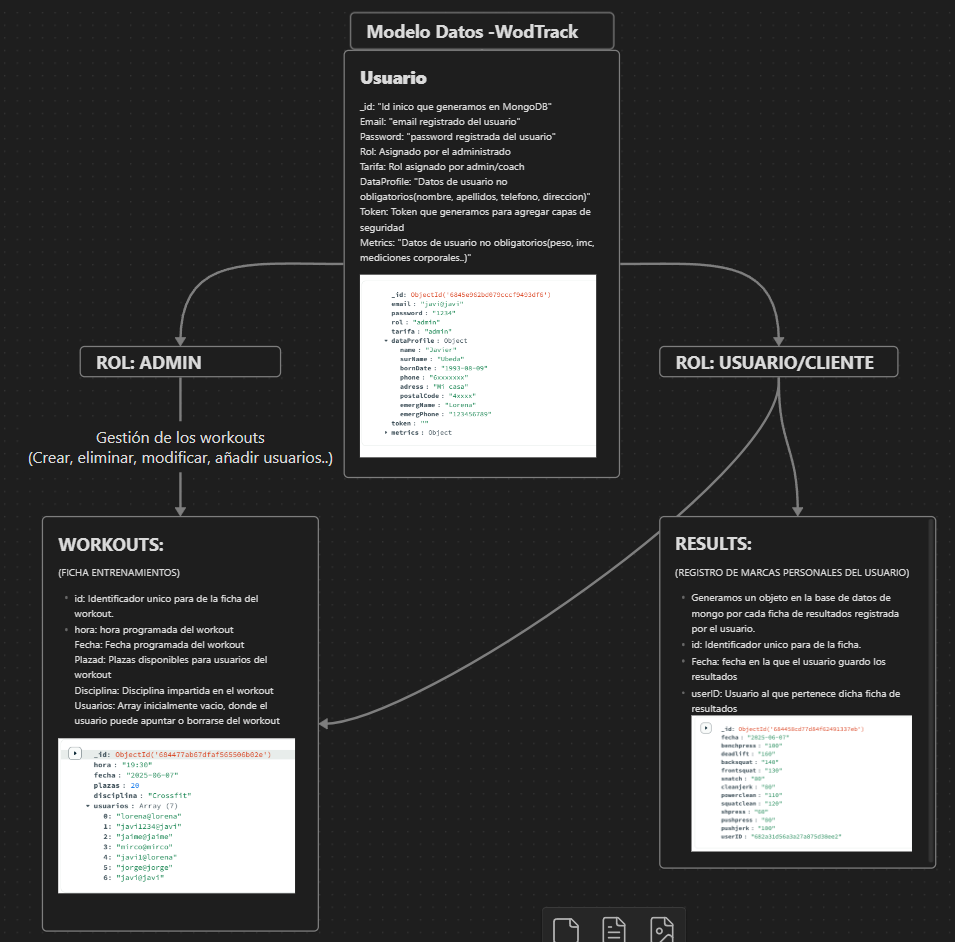 Modelo Datos -WodTrack
Usuario
_id: "Id inico que generamos en MongoDB"
Email: "email registrado del usuario"
Password: "password registrada del usuario"
Rol: Asignado por el administrado
Tarifa: Rol asignado por admin/coach
DataProfile: "Datos de usuario no
obligatorios(nombre, apellidos, telefono, direccion)"
Token: Token que generamos para agregar capas de
seguridad
Metrics: "Datos de usuario no obligatorios(peso, imc,
mediciones corporales..)"
_id: ObjectId('6845e982bd079cccf9493df6')
email: "javi@javi"
password: "1234"
rol: "admin"
tarifa: "admin"
dataProfile: Object
name: "Javier"
surName: "Ubeda"
bornDate: "1993-08-09"
phone: "6xxxxxxx"
adress: "Mi casa"
postalCode: "4xxxx"
emergName: "Lorena"
emergPhone: "123456789"
token: ""
metrics: Object
ROL: ADMIN
ROL: USUARIO/CLIENTE
Gestión de los workouts
(Crear, eliminar, modificar, añadir usuarios..)
WORKOUTS:
(FICHA ENTRENAMIENTOS)
id: Identificador unico para de la ficha del
workout.
hora: hora programada del workout
Fecha: Fecha programada del workout
Plazad: Plazas disponibles para usuarios del
workout
Disciplina: Disciplina impartida en el workout
Usuarios: Array inicialmente vacio, donde el
usuario puede apuntar o borrarse del workout
_id: ObjectId('684477ab67dfaf565506b02e')
hora: "19:30"
fecha: "2025-06-07"
plazas: 20
disciplina: "Crossfit"
usuarios: Array (7)
0: "lorena@lorena"
1: "javi1234@javi"
2: "jaime@jaime"
3: "mirco@mirco"
4: "javi1@lorena"
5: "jorge@jorge"
6: "javi@javi"
RESULTS:
(REGISTRO DE MARCAS PERSONALES DEL USUARIO)
Generamos un objeto en la base de datos de
mongo por cada ficha de resultados registrada
por el usuario.
id: Identificador unico para de la ficha.
Fecha: fecha en la que el usuario guardo los
resultados
userID: Usuario al que pertenece dicha ficha de
resultados
fecha: "2025-06-07"
benchpress: "100"
deadlift: "160"
backsquat: "140"
frontsquat: "130"
snatch: "80"
cleanjerk: "90"
powerclean: "110"
squatclean: "120"
pushpress: "90"
pushjerk: "100"